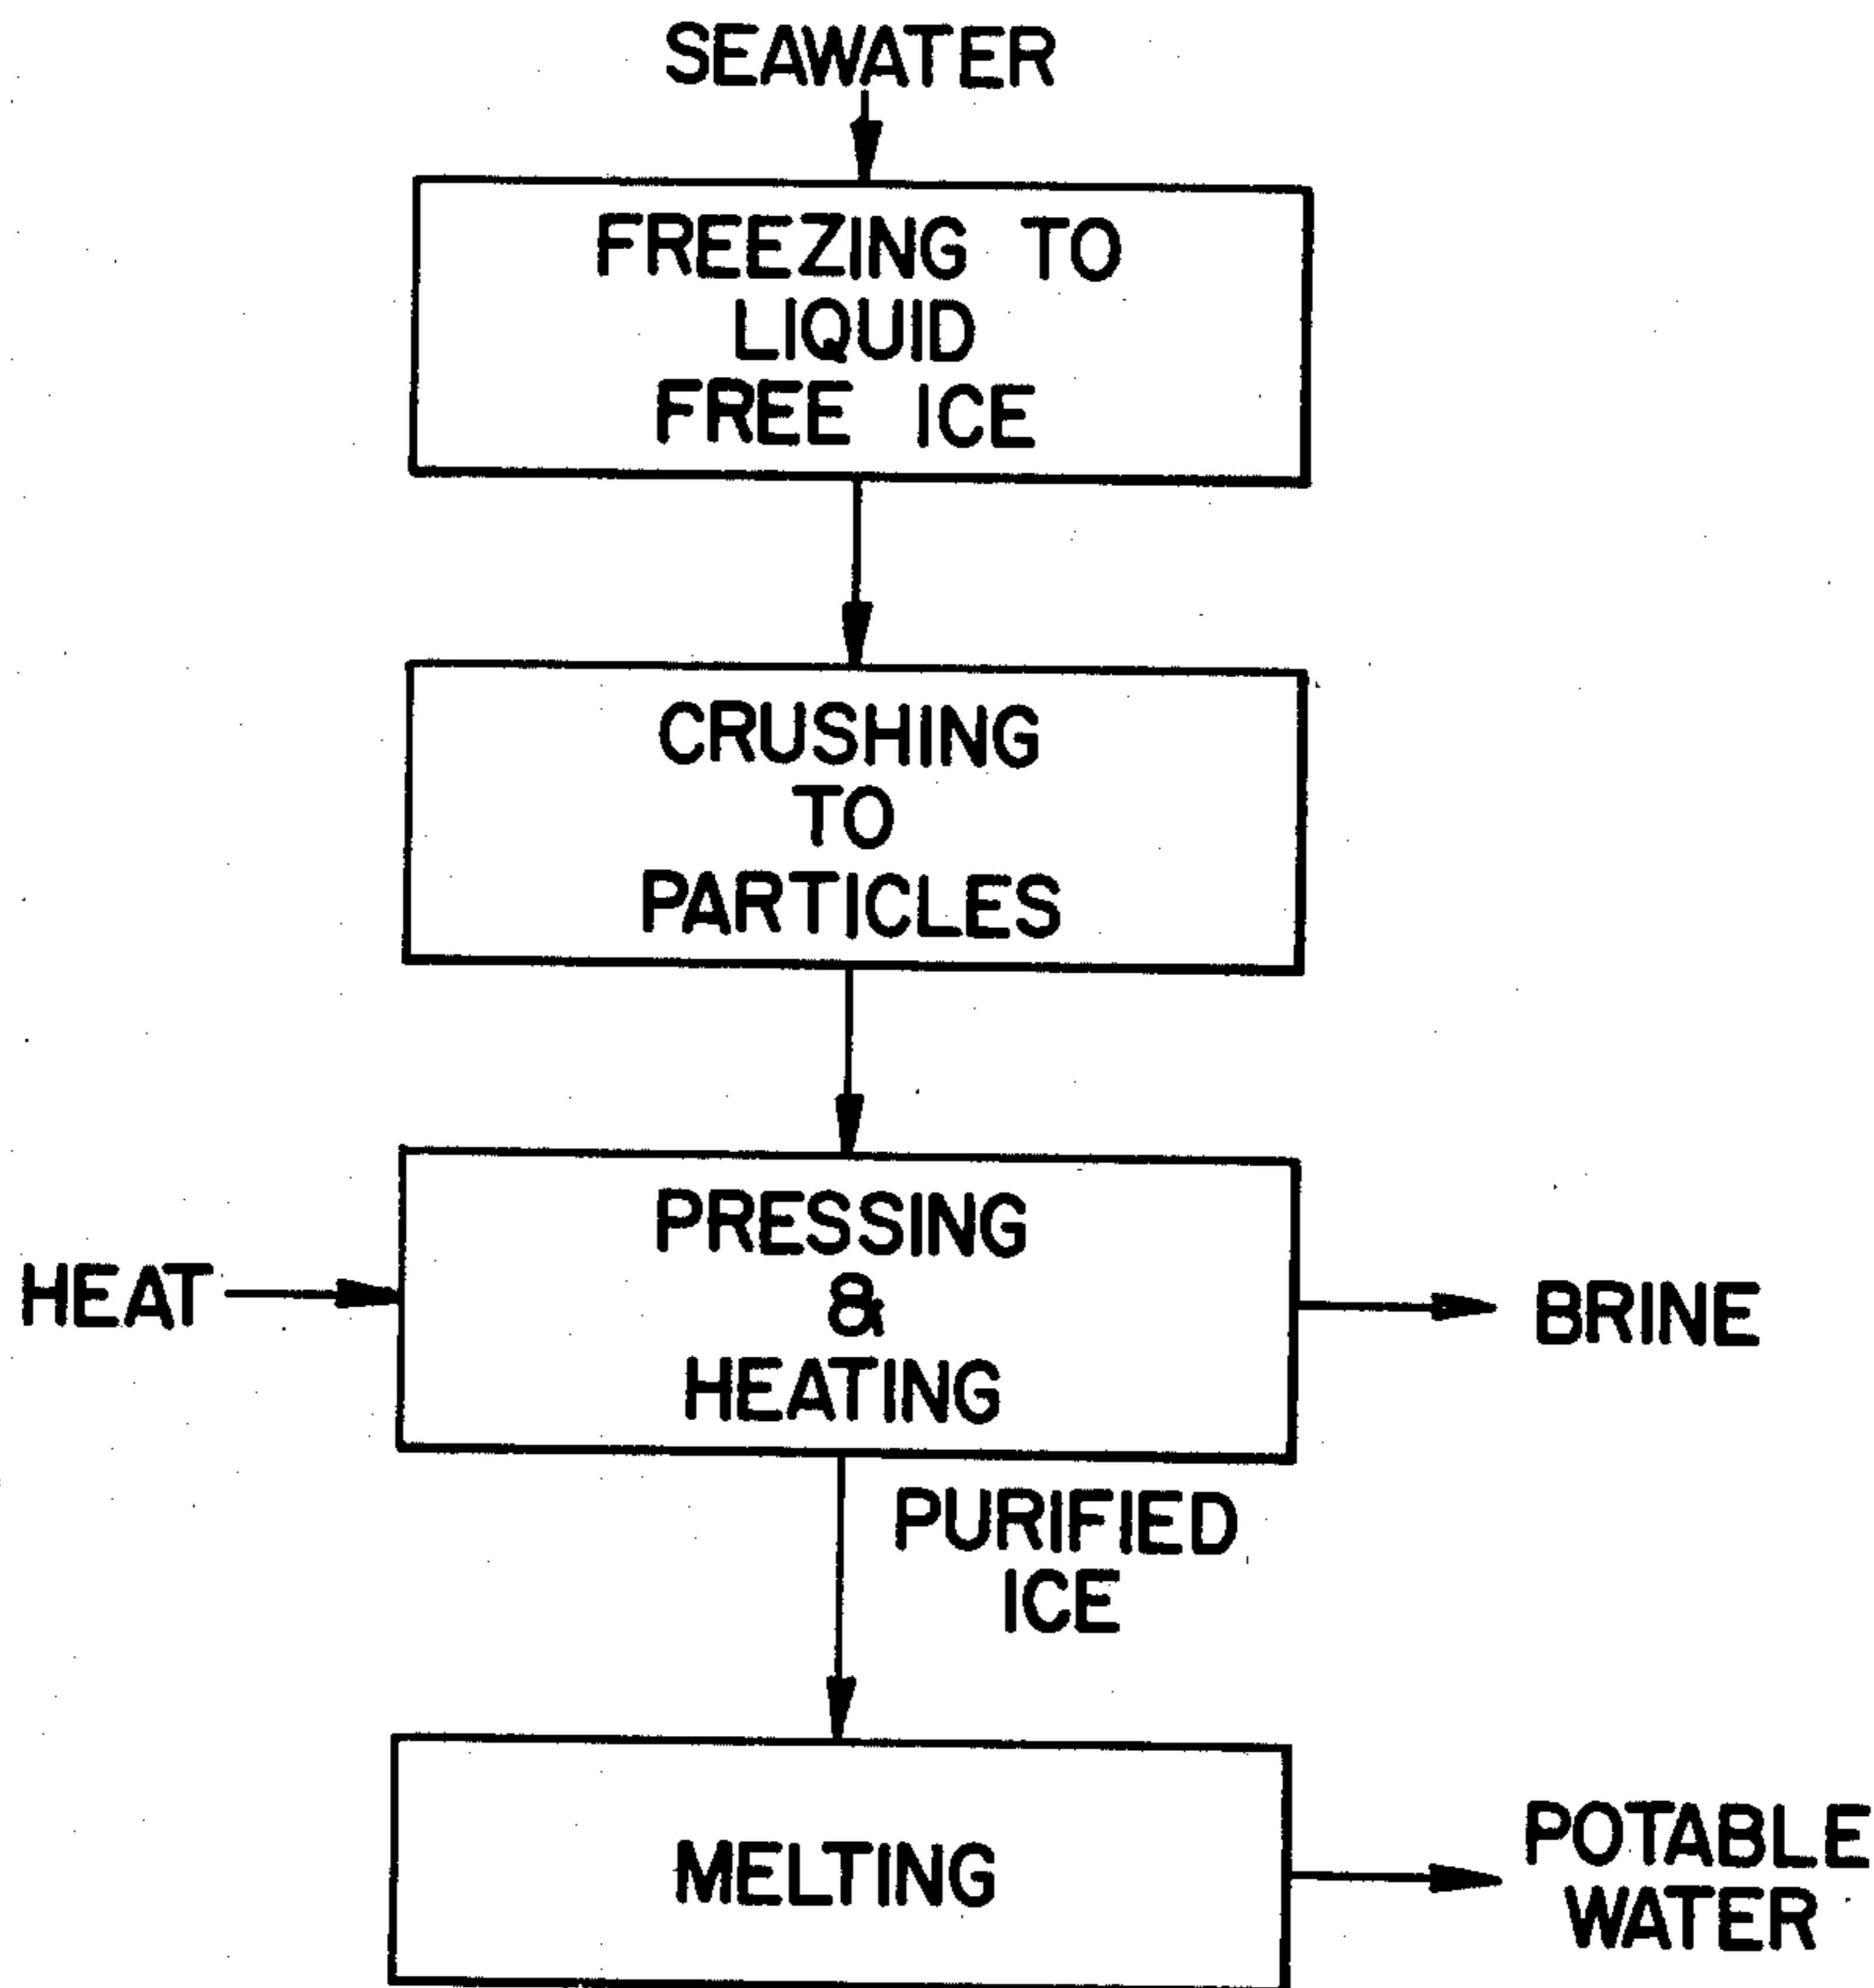 SEAWATER
FREEZING TO
LIQUID
FREE ICE
CRUSHING
TO
PARTICLES
HEAT
PRESSING
&
HEATING
BRINE
PURIFIED
ICE
MELTING
POTABLE
WATER